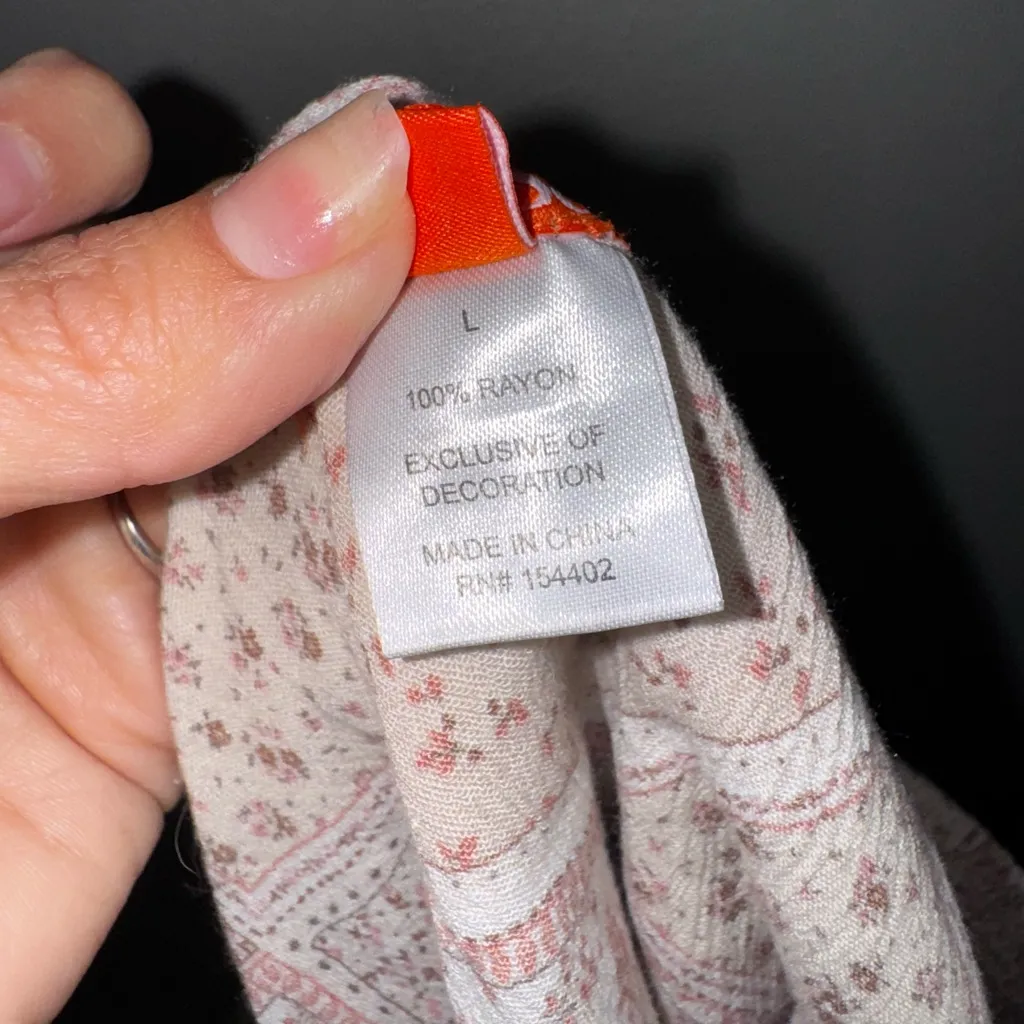 L
100% RAYON
EXCLUSIVE OF
DECORATION
MADE IN CHINA
RN# 154402